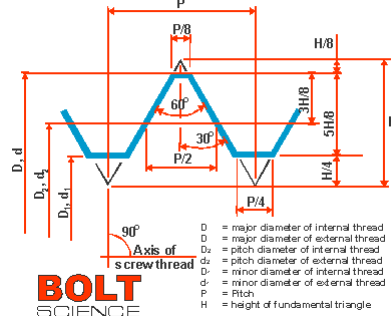 P
P/8
H/8
60°
30°
3H/8
5H/8
H
H/4
P/2
P/4
D, d
D₂, d₂
D₁, d₁
90°
Axis of
screw thread
D = major diameter of internal thread
D = major diameter of external thread
D₂ = pitch diameter of internal thread
d₂ = pitch diameter of external thread
D = minor diameter of internal thread
d = minor diameter of external thread
P = Pitch
H = height of fundamental triangle
BOLT
SCIENCE